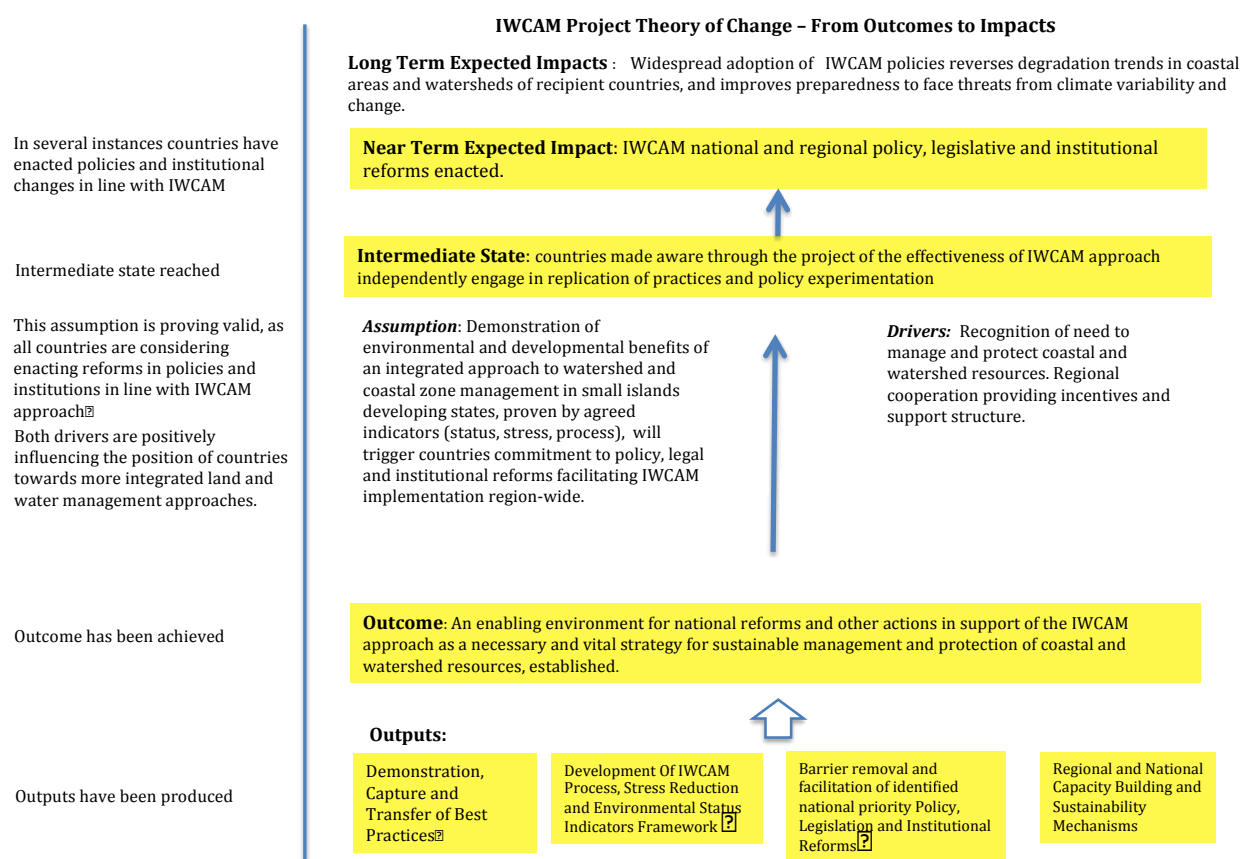 IWCAM Project Theory of Change – From Outcomes to Impacts
Long Term Expected Impacts : Widespread adoption of IWCAM policies reverses degradation trends in coastal
areas and watersheds of recipient countries, and improves preparedness to face threats from climate variability and
change.
In several instances countries have
enacted policies and institutional
changes in line with IWCAM
Near Term Expected Impact: IWCAM national and regional policy, legislative and institutional
reforms enacted.
Intermediate state reached
Intermediate State: countries made aware through the project of the effectiveness of IWCAM approach
independently engage in replication of practices and policy experimentation
This assumption is proving valid, as
all countries are considering
enacting reforms in policies and
institutions in line with IWCAM
approach
Both drivers are positively
influencing the position of countries
towards more integrated land and
water management approaches.
Assumption: Demonstration of
environmental and developmental benefits of
an integrated approach to watershed and
coastal zone management in small islands
developing states, proven by agreed
indicators (status, stress, process), will
trigger countries commitment to policy, legal
and institutional reforms facilitating IWCAM
implementation region-wide.
Drivers: Recognition of need to
manage and protect coastal and
watershed resources. Regional
cooperation providing incentives and
support structure.
Outcome has been achieved
Outcome: An enabling environment for national reforms and other actions in support of the IWCAM
approach as a necessary and vital strategy for sustainable management and protection of coastal and
watershed resources, established.
Outputs:
Outputs have been produced
Demonstration,
Capture and
Transfer of Best
Practices
Development Of IWCAM
Process, Stress Reduction
and Environmental Status
Indicators Framework
Barrier removal and
facilitation of identified
national priority Policy,
Legislation and Institutional
Reforms
Regional and National
Capacity Building and
Sustainability
Mechanisms